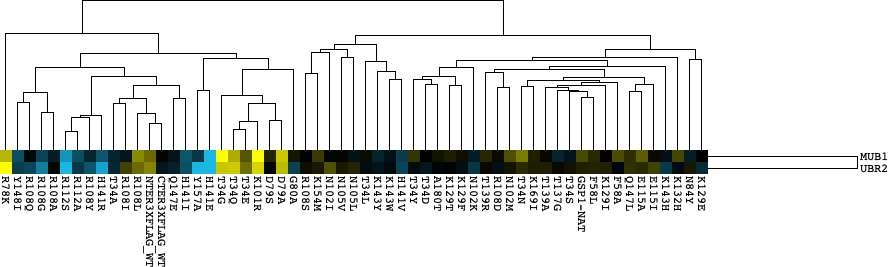 MUB1
UBR2
R78K
Y148I
R108Q
R108G
R108A
R112S
R112A
R108Y
H141R
T34A
R108I
R108L
NTER3XFLAG_WT
CTER3XFLAG_WT
Q147E
H141I
Y157A
H141E
T34G
T34Q
T34E
K101R
D79S
D79A
G80A
R108S
K154M
N102I
N105V
N105L
T34L
K143Y
K143W
H141V
T34Y
T34D
A180T
K129T
K129F
N102K
T139R
R108D
N102M
T34N
K169I
T139A
T137G
T34S
GSP1-NAT
F58L
K129I
F58A
Q147L
E115A
E115I
K143H
K132H
N84Y
K129E